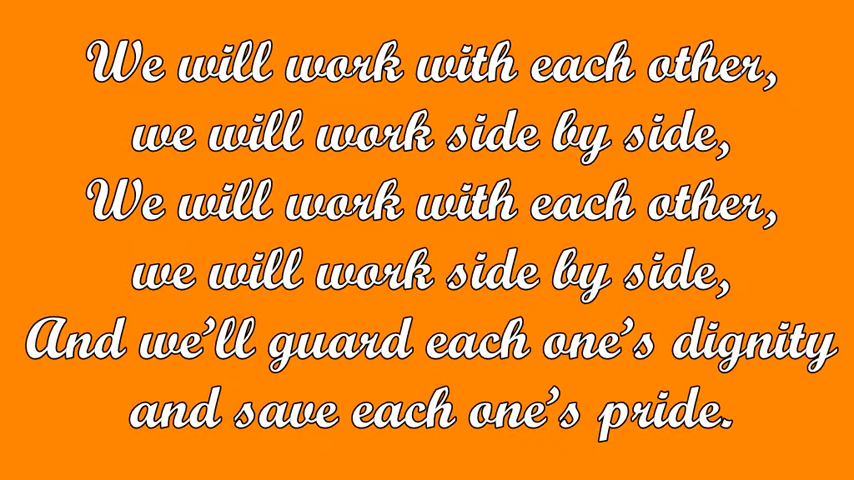 We will work with each other,
we will work side by side,
We will work with each other,
we will work side by side,
And we’ll guard each one’s dignity
and save each one’s pride.